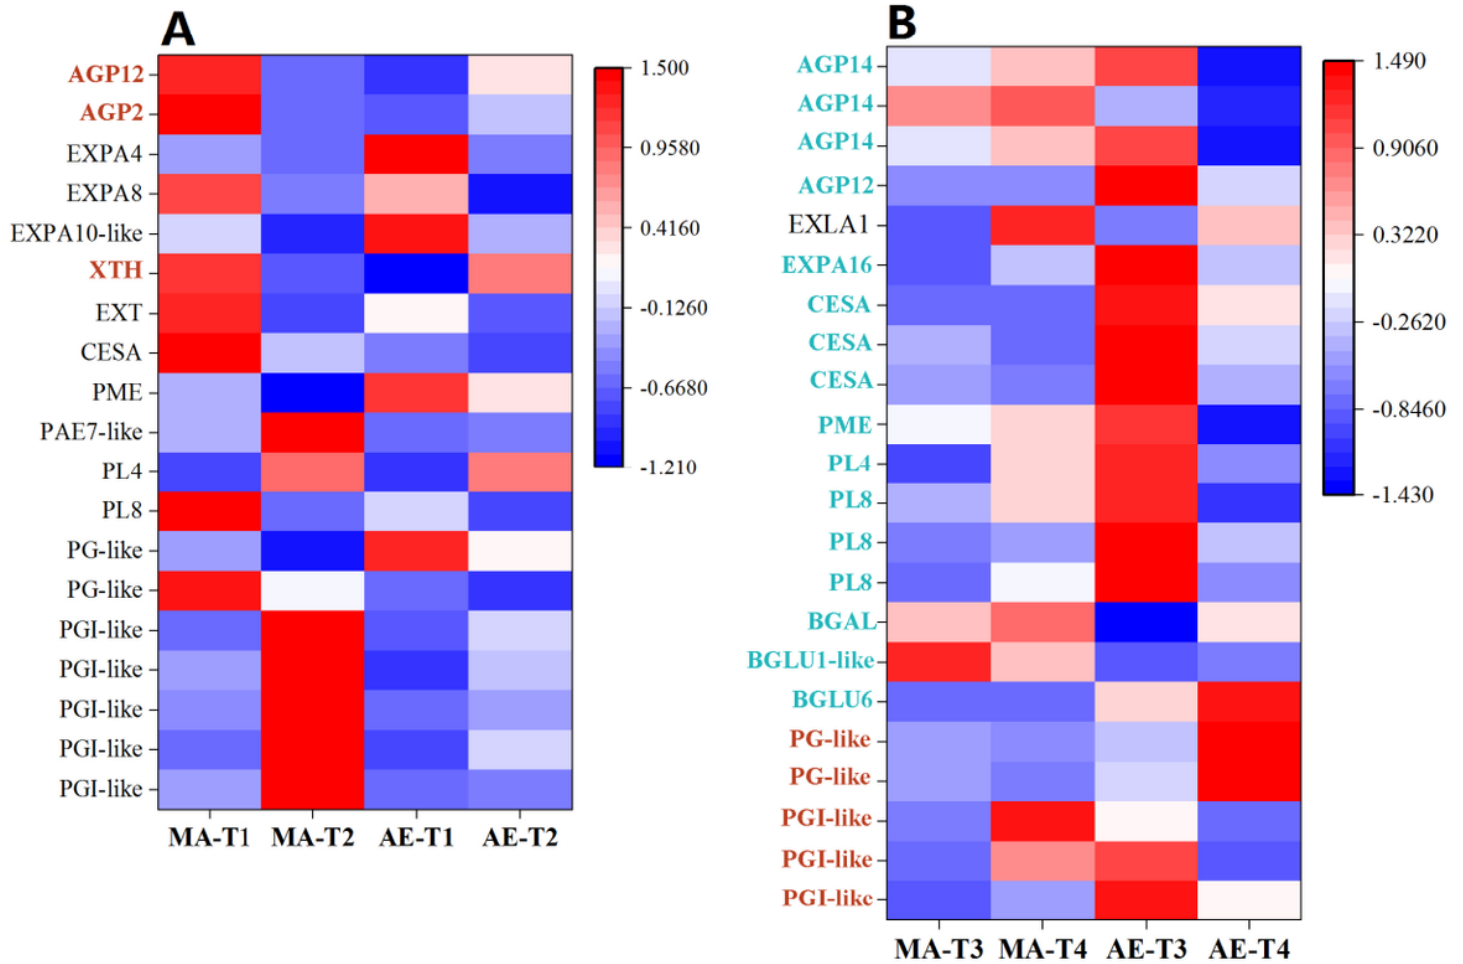 A
AGP12
AGP2
EXPA4
EXPA8
EXPA10-like
XTH
EXT
CESA
PME
PAE7-like
PL4
PL8
PG-like
PG-like
PGI-like
PGI-like
PGI-like
PGI-like
PGI-like
MA-T1 MA-T2 AE-T1 AE-T2
1.500
0.9580
0.4160
-0.1260
-0.6680
-1.210
B
AGP14
AGP14
AGP14
AGP12
EXLA1
EXPA16
CESA
CESA
CESA
PME
PL4
PL8
PL8
PL8
BGAL
BGLU1-like
BGLU6
PG-like
PG-like
PGI-like
PGI-like
PGI-like
MA-T3 MA-T4 AE-T3 AE-T4
1.490
0.9060
0.3220
-0.2620
-0.8460
-1.430